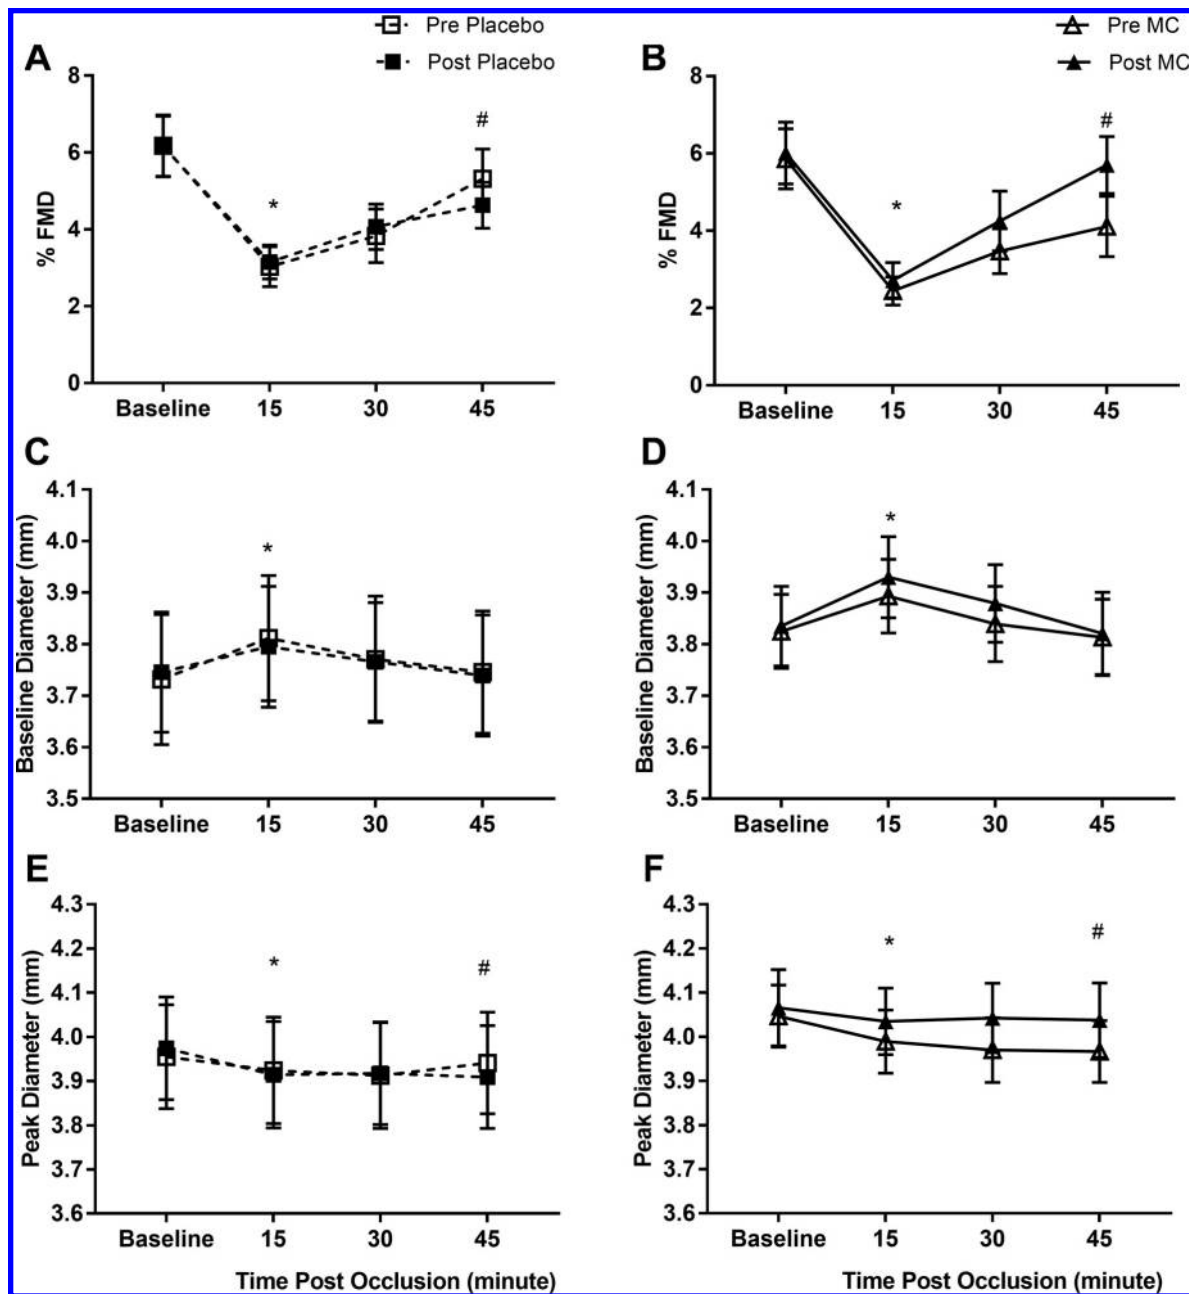 Pre Placebo
Post Placebo
A
% FMD
8
6
4
2
0
*
#
Baseline 15 30 45
Pre MC
Post MC
B
% FMD
8
6
4
2
0
*
#
Baseline 15 30 45
C
Baseline Diameter (mm)
4.1
4.0
3.9
3.8
3.7
3.6
3.5
*
Baseline 15 30 45
D
Baseline Diameter (mm)
4.1
4.0
3.9
3.8
3.7
3.6
3.5
*
Baseline 15 30 45
E
Peak Diameter (mm)
4.3
4.2
4.1
4.0
3.9
3.8
3.7
3.6
*
#
Baseline 15 30 45
Time Post Occlusion (minute)
F
Peak Diameter (mm)
4.3
4.2
4.1
4.0
3.9
3.8
3.7
3.6
*
#
Baseline 15 30 45
Time Post Occlusion (minute)